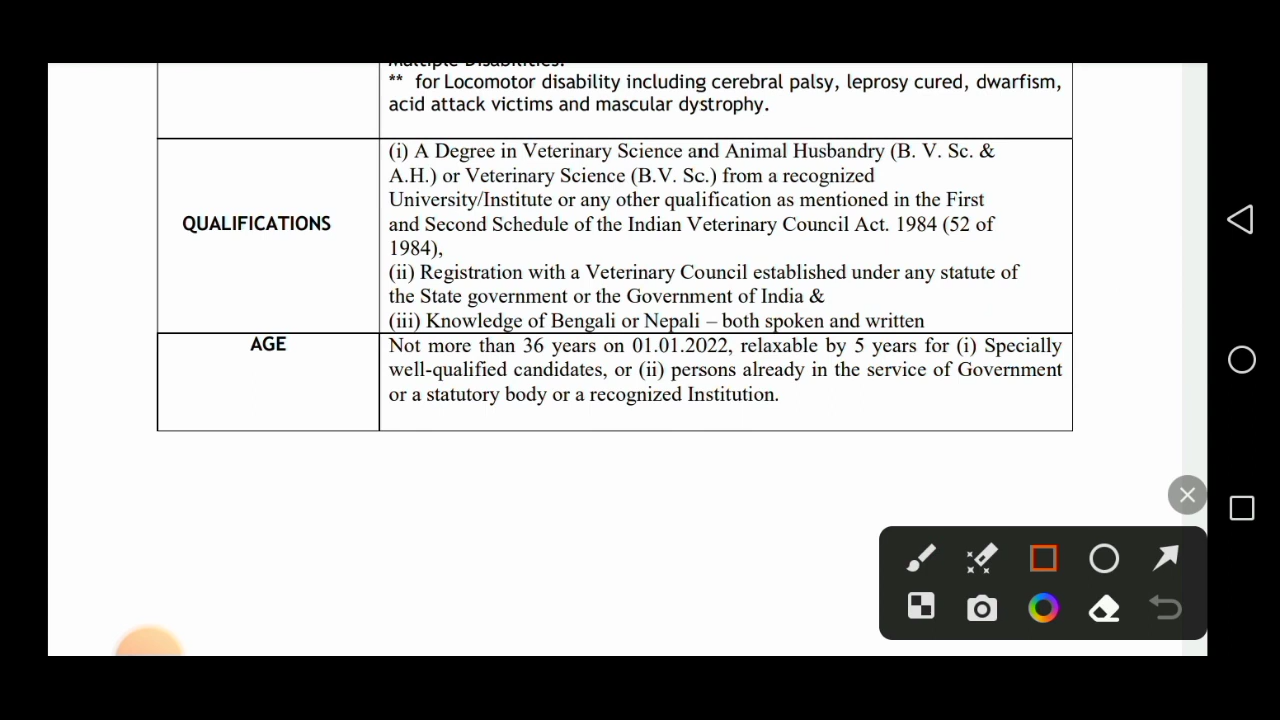 Multiple Disabilities.
** for Locomotor disability including cerebral palsy, leprosy cured, dwarfism,
acid attack victims and mascular dystrophy.
QUALIFICATIONS
(i) A Degree in Veterinary Science and Animal Husbandry (B. V. Sc. &
A.H.) or Veterinary Science (B.V. Sc.) from a recognized
University/Institute or any other qualification as mentioned in the First
and Second Schedule of the Indian Veterinary Council Act. 1984 (52 of
1984),
(ii) Registration with a Veterinary Council established under any statute of
the State government or the Government of India &
(iii) Knowledge of Bengali or Nepali – both spoken and written
AGE
Not more than 36 years on 01.01.2022, relaxable by 5 years for (i) Specially
well-qualified candidates, or (ii) persons already in the service of Government
or a statutory body or a recognized Institution.